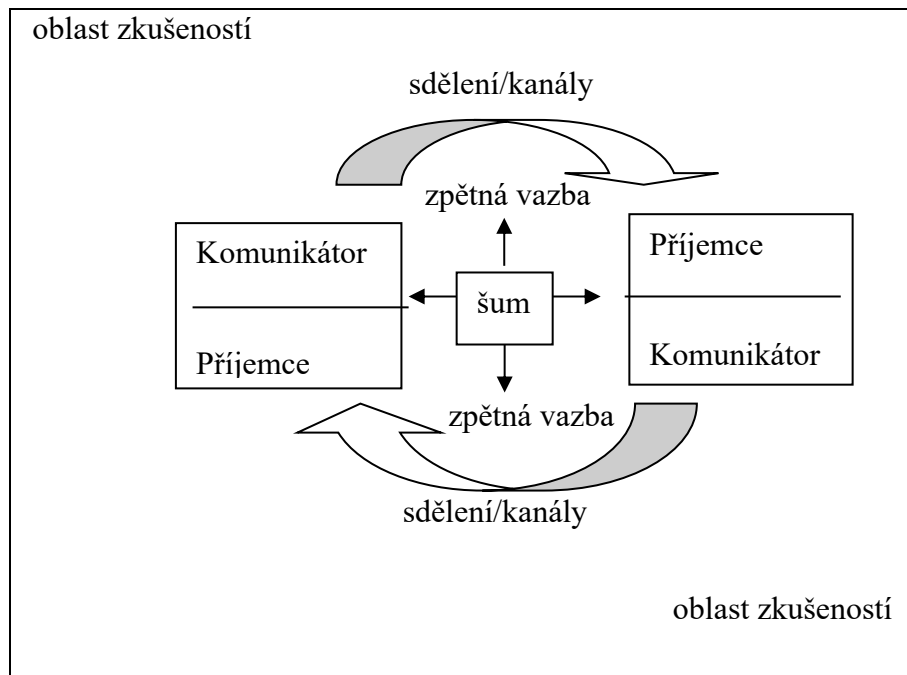 oblast zkušeností
sdělení/kanály
zpětná vazba
Komunikátor
Příjemce
šum
Příjemce
Komunikátor
zpětná vazba
sdělení/kanály
oblast zkušeností